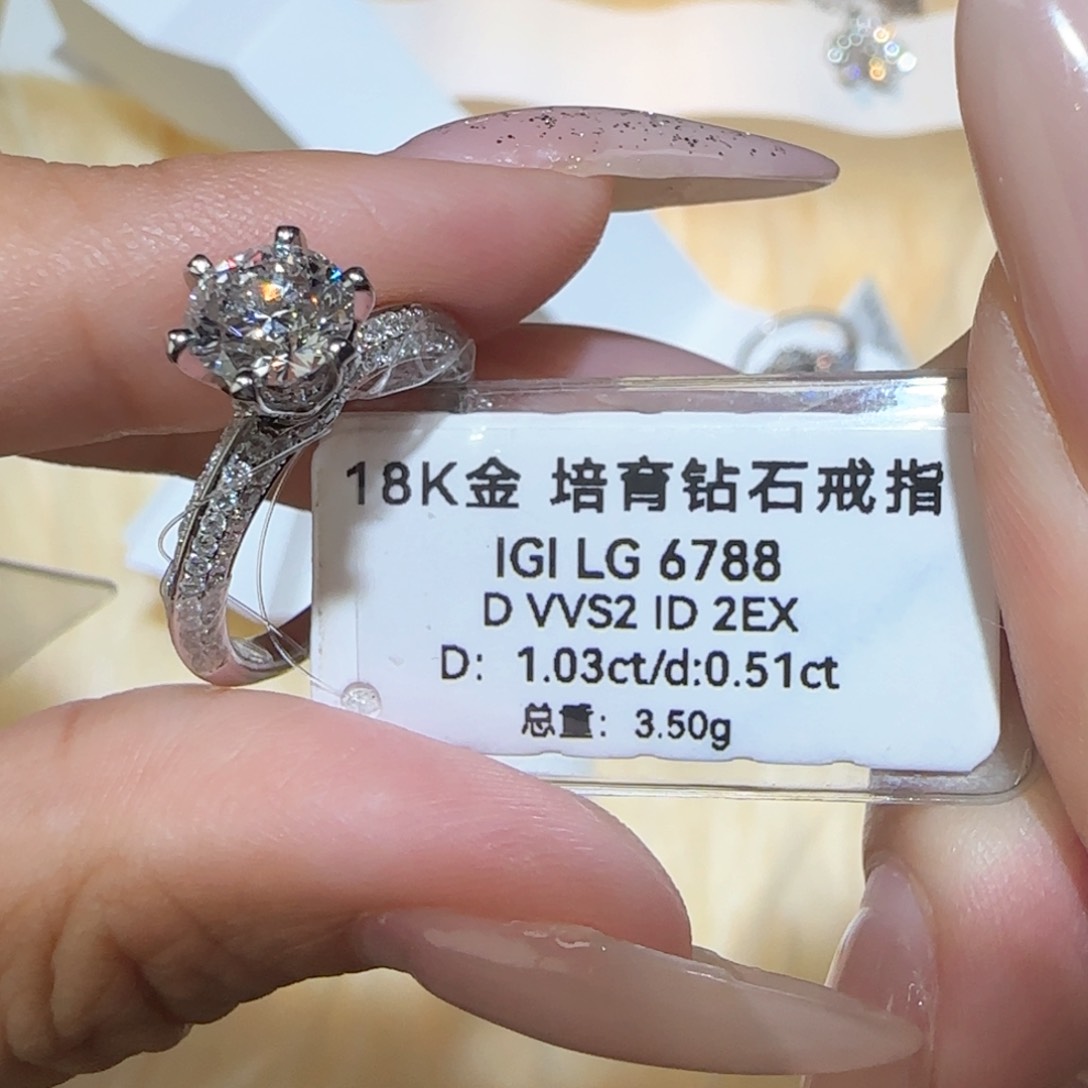 18K金 培育钻石戒指
IGI LG 6788
D VVS2 ID 2EX
D: 1.03ct/d:0.51ct
总重: 3.50g